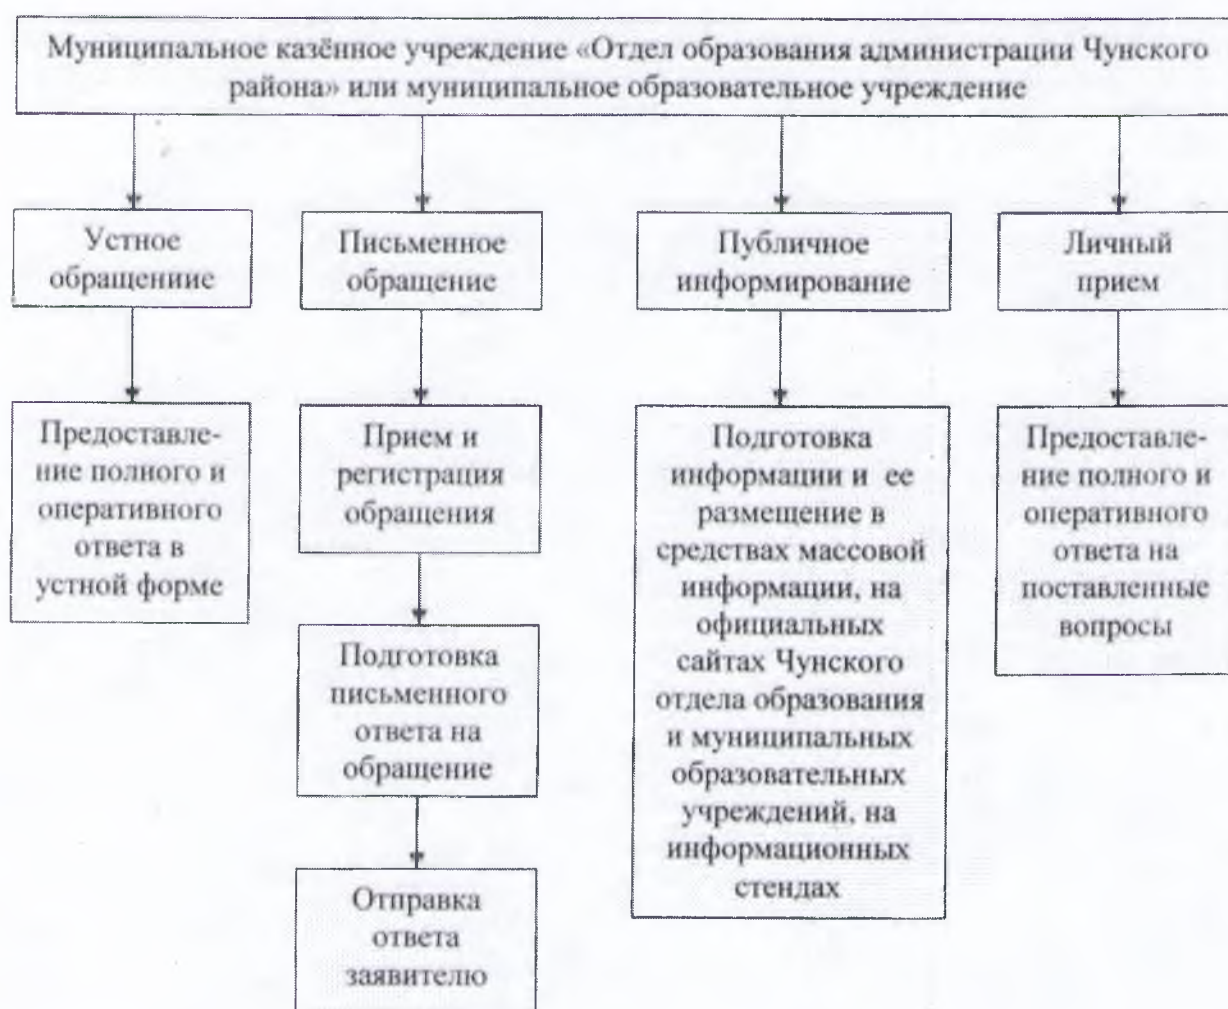 Муниципальное казённое учреждение «Отдел образования администрации Чунского
района» или муниципальное образовательное учреждение
Устное
обращениие
Письменное
обращение
Публичное
информирование
Личный
прием
Предоставле-
ние полного и
оперативного
ответа в
устной форме
Прием и
регистрация
обращения
Подготовка
письменного
ответа на
обращение
Отправка
ответа
заявителю
Подготовка
информации и ее
размещение в
средствах массовой
информации, на
официальных
сайтах Чунского
отдела образования
и муниципальных
образовательных
учреждений, на
информационных
стендах
Предоставле-
ние полного и
оперативного
ответа на
поставленные
вопросы